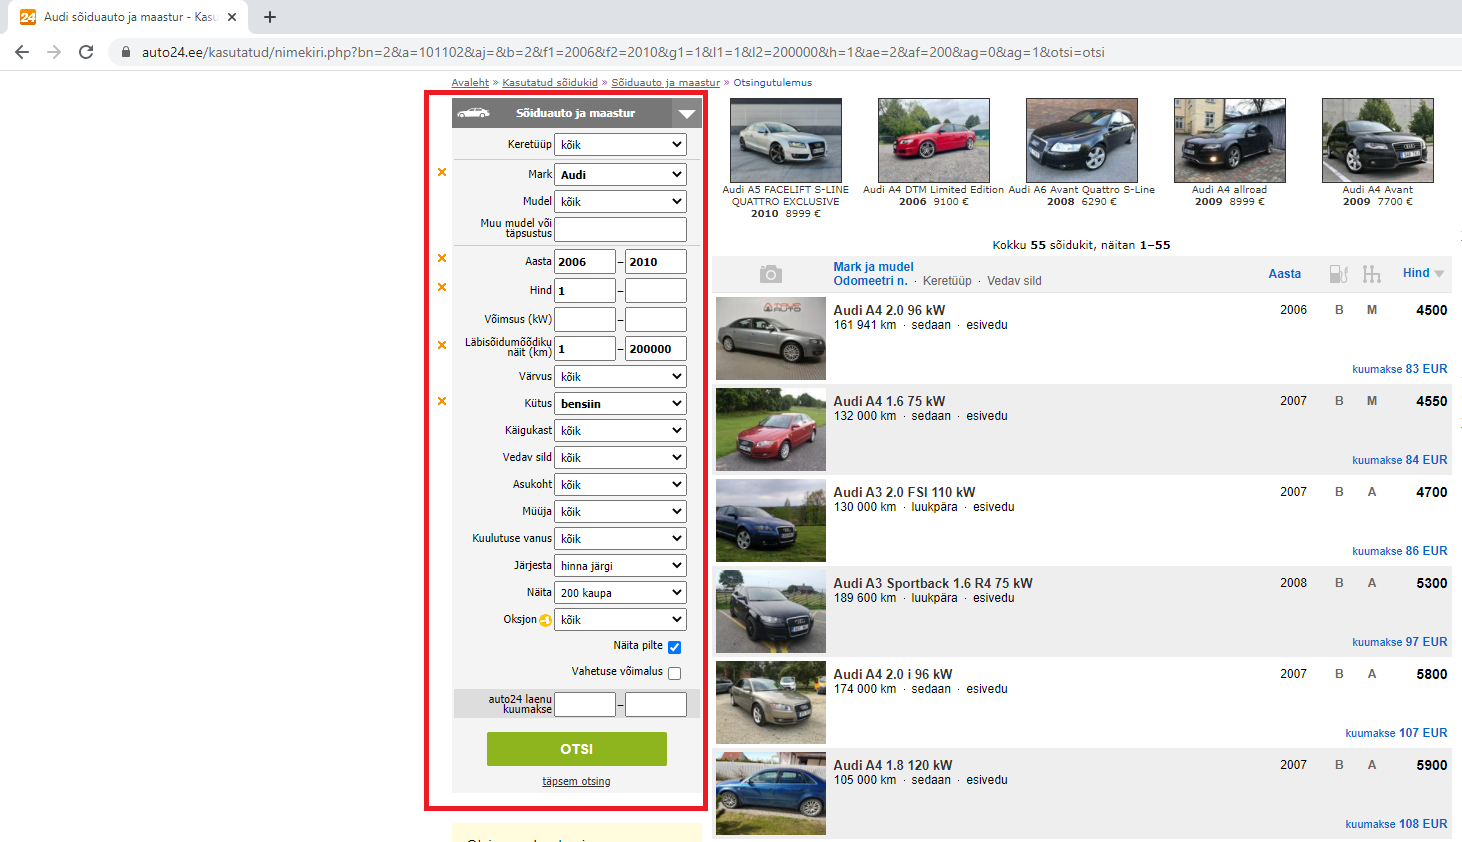 24 Audi sõiduauto ja maastur - Kasu
auto24.ee/kasutatud/nimekiri.php?bn=2&a=101102&aj=&b=2&f1=2006&f2=2010&g1=1&l1=1&l2=200000&h=1&ae=2&af=200&ag=0&ag=1&otsi=otsi
Avaleht » Kasutatud sõidukid » Sõiduauto ja maastur » Otsingutulemus
Sõiduauto ja maastur
Keretüüp kõik
Mark Audi
Mudel kõik
Muu mudel või
täpsustus
Aasta 2006 – 2010
Hind 1 –
Võimsus (kW) –
Läbisõidumõõdiku
näit (km) 1 – 200000
Värvus kõik
Kütus bensiin
Käigukast kõik
Vedav sild kõik
Asukoht kõik
Müüja kõik
Kuulutuse vanus kõik
Järjesta hinna järgi
Näita 200 kaupa
Oksjon kõik
Näita pilte
Vahetuse võimalus
auto24 laenu
kuumakse –
OTSI
täpsem otsing
Audi A5 FACELIFT S-LINE
QUATTRO EXCLUSIVE
2010 8999 €
Audi A4 DTM Limited Edition
2006 9100 €
Audi A6 Avant Quattro S-Line
2008 6290 €
Audi A4 allroad
2009 8999 €
Audi A4 Avant
2009 7700 €
Kokku 55 sõidukit, näitan 1–55
Mark ja mudel
Odomeetri n. · Keretüüp · Vedav sild
Aasta Hind
Audi A4 2.0 96 kW 2006 B M 4500
161 941 km · sedaan · esivedu
kuumakse 83 EUR
Audi A4 1.6 75 kW 2007 B M 4550
132 000 km · sedaan · esivedu
kuumakse 84 EUR
Audi A3 2.0 FSI 110 kW 2007 B A 4700
130 000 km · luukpära · esivedu
kuumakse 86 EUR
Audi A3 Sportback 1.6 R4 75 kW 2008 B A 5300
189 600 km · luukpära · esivedu
kuumakse 97 EUR
Audi A4 2.0 i 96 kW 2007 B A 5800
174 000 km · sedaan · esivedu
kuumakse 107 EUR
Audi A4 1.8 120 kW 2007 B A 5900
105 000 km · sedaan · esivedu
kuumakse 108 EUR